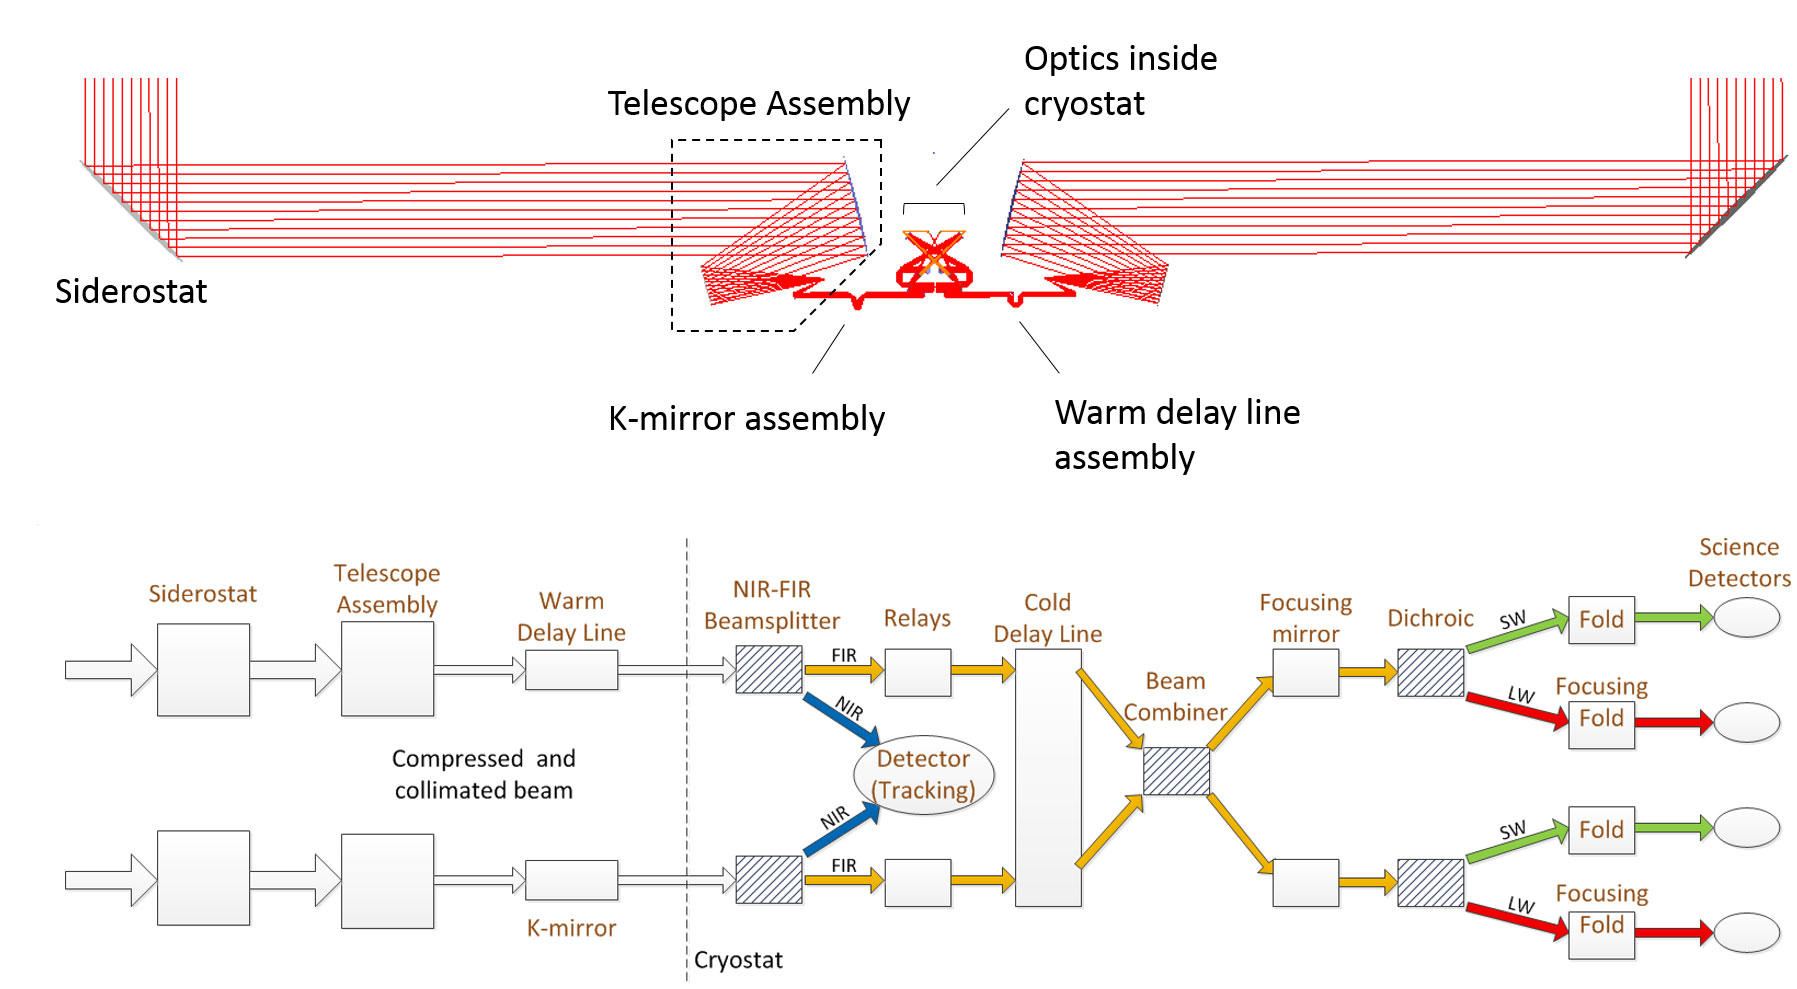 Optics inside
cryostat
Telescope Assembly
Siderostat
K-mirror assembly
Warm delay line
assembly
Siderostat
Telescope
Assembly
Warm
Delay Line
NIR-FIR
Beamsplitter
Relays
Cold
Delay Line
Beam
Combiner
Focusing
mirror
Dichroic
Science
Detectors
FIR
NIR
SW
Fold
LW
Focusing
Fold
Compressed and
collimated beam
Detector
(Tracking)
NIR
FIR
SW
Fold
LW
Focusing
Fold
K-mirror
Cryostat